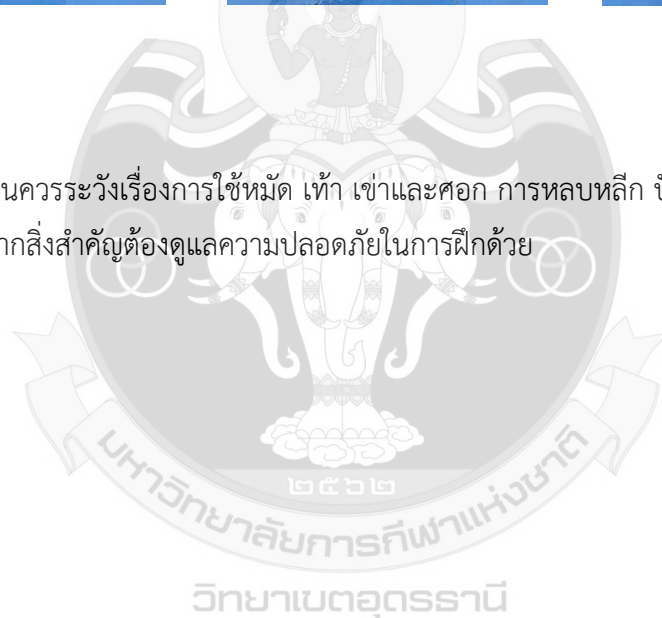 นควรระวังเรื่องการใช้หมัด เท้า เข่าและศอก การหลบหลีก
ากสิ่งสำคัญต้องดูแลความปลอดภัยในการฝึกด้วย
๒๕๖๒
มหาวิทยาลัยการกีฬาแห่งชาติ
วิทยาเขตอุดรธานี